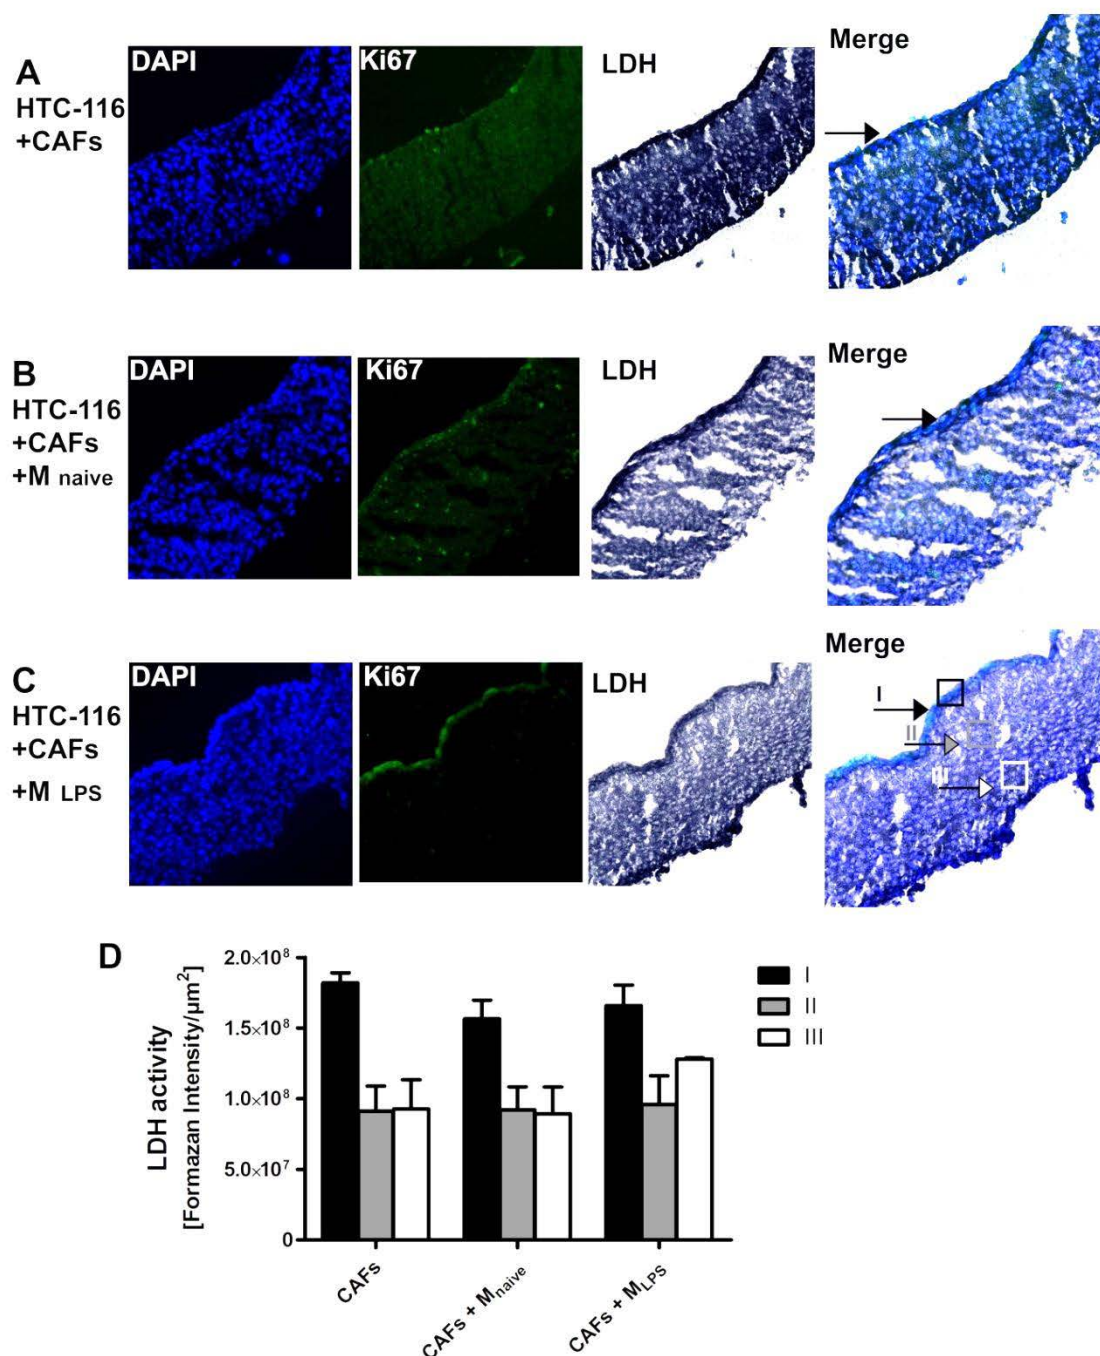 A
HTC-116
+CAFs
DAPI
Ki67
LDH
Merge
B
HTC-116
+CAFs
+M naive
DAPI
Ki67
LDH
Merge
C
HTC-116
+CAFs
+M LPS
DAPI
Ki67
LDH
Merge
I
II
III
D
LDH activity
[Formazan Intensity/µm²]
2.0×10⁸
1.5×10⁸
1.0×10⁸
5.0×10⁷
0
CAFs
CAFs + Mnaive
CAFs + MLPS
I
II
III